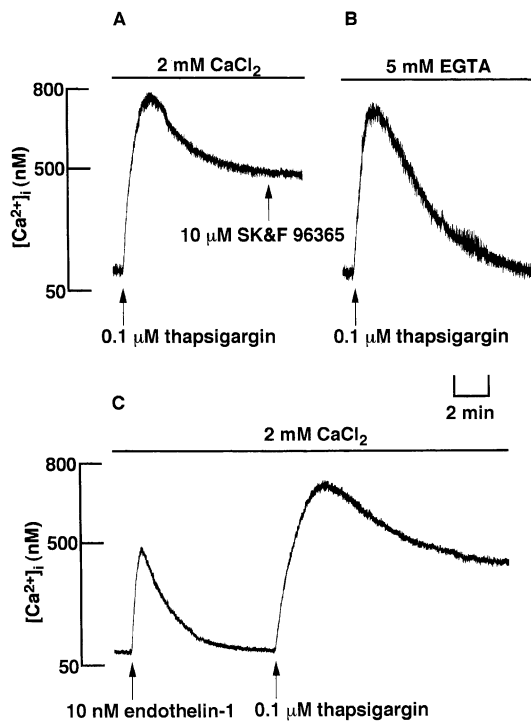 A
B
2 mM CaCl2
5 mM EGTA
800
500
50
[Ca2+]i (nM)
10 µM SK&F 96365
0.1 µM thapsigargin
0.1 µM thapsigargin
2 min
C
2 mM CaCl2
800
500
50
[Ca2+]i (nM)
10 nM endothelin-1
0.1 µM thapsigargin